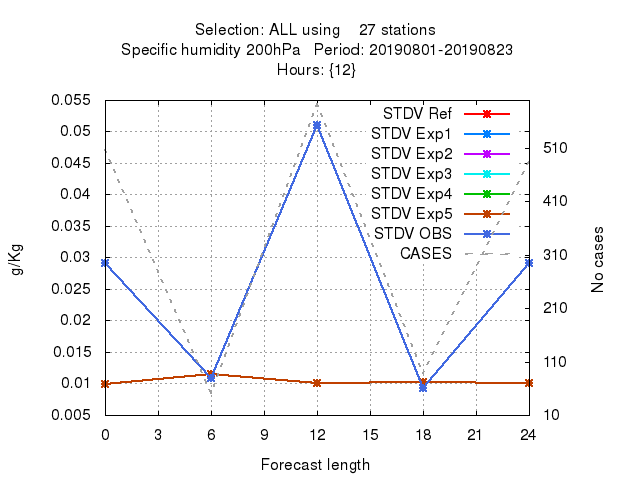 Selection: ALL using    27 stations
Specific humidity 200hPa   Period: 20190801-20190823
Hours: {12}
0.055
0.05
0.045
0.04
0.035
0.03
0.025
0.02
0.015
0.01
0.005
g/Kg
STDV Ref
STDV Exp1
STDV Exp2
STDV Exp3
STDV Exp4
STDV Exp5
STDV OBS
CASES
510
410
310
210
110
10
No cases
0 3 6 9 12 15 18 21 24
Forecast length